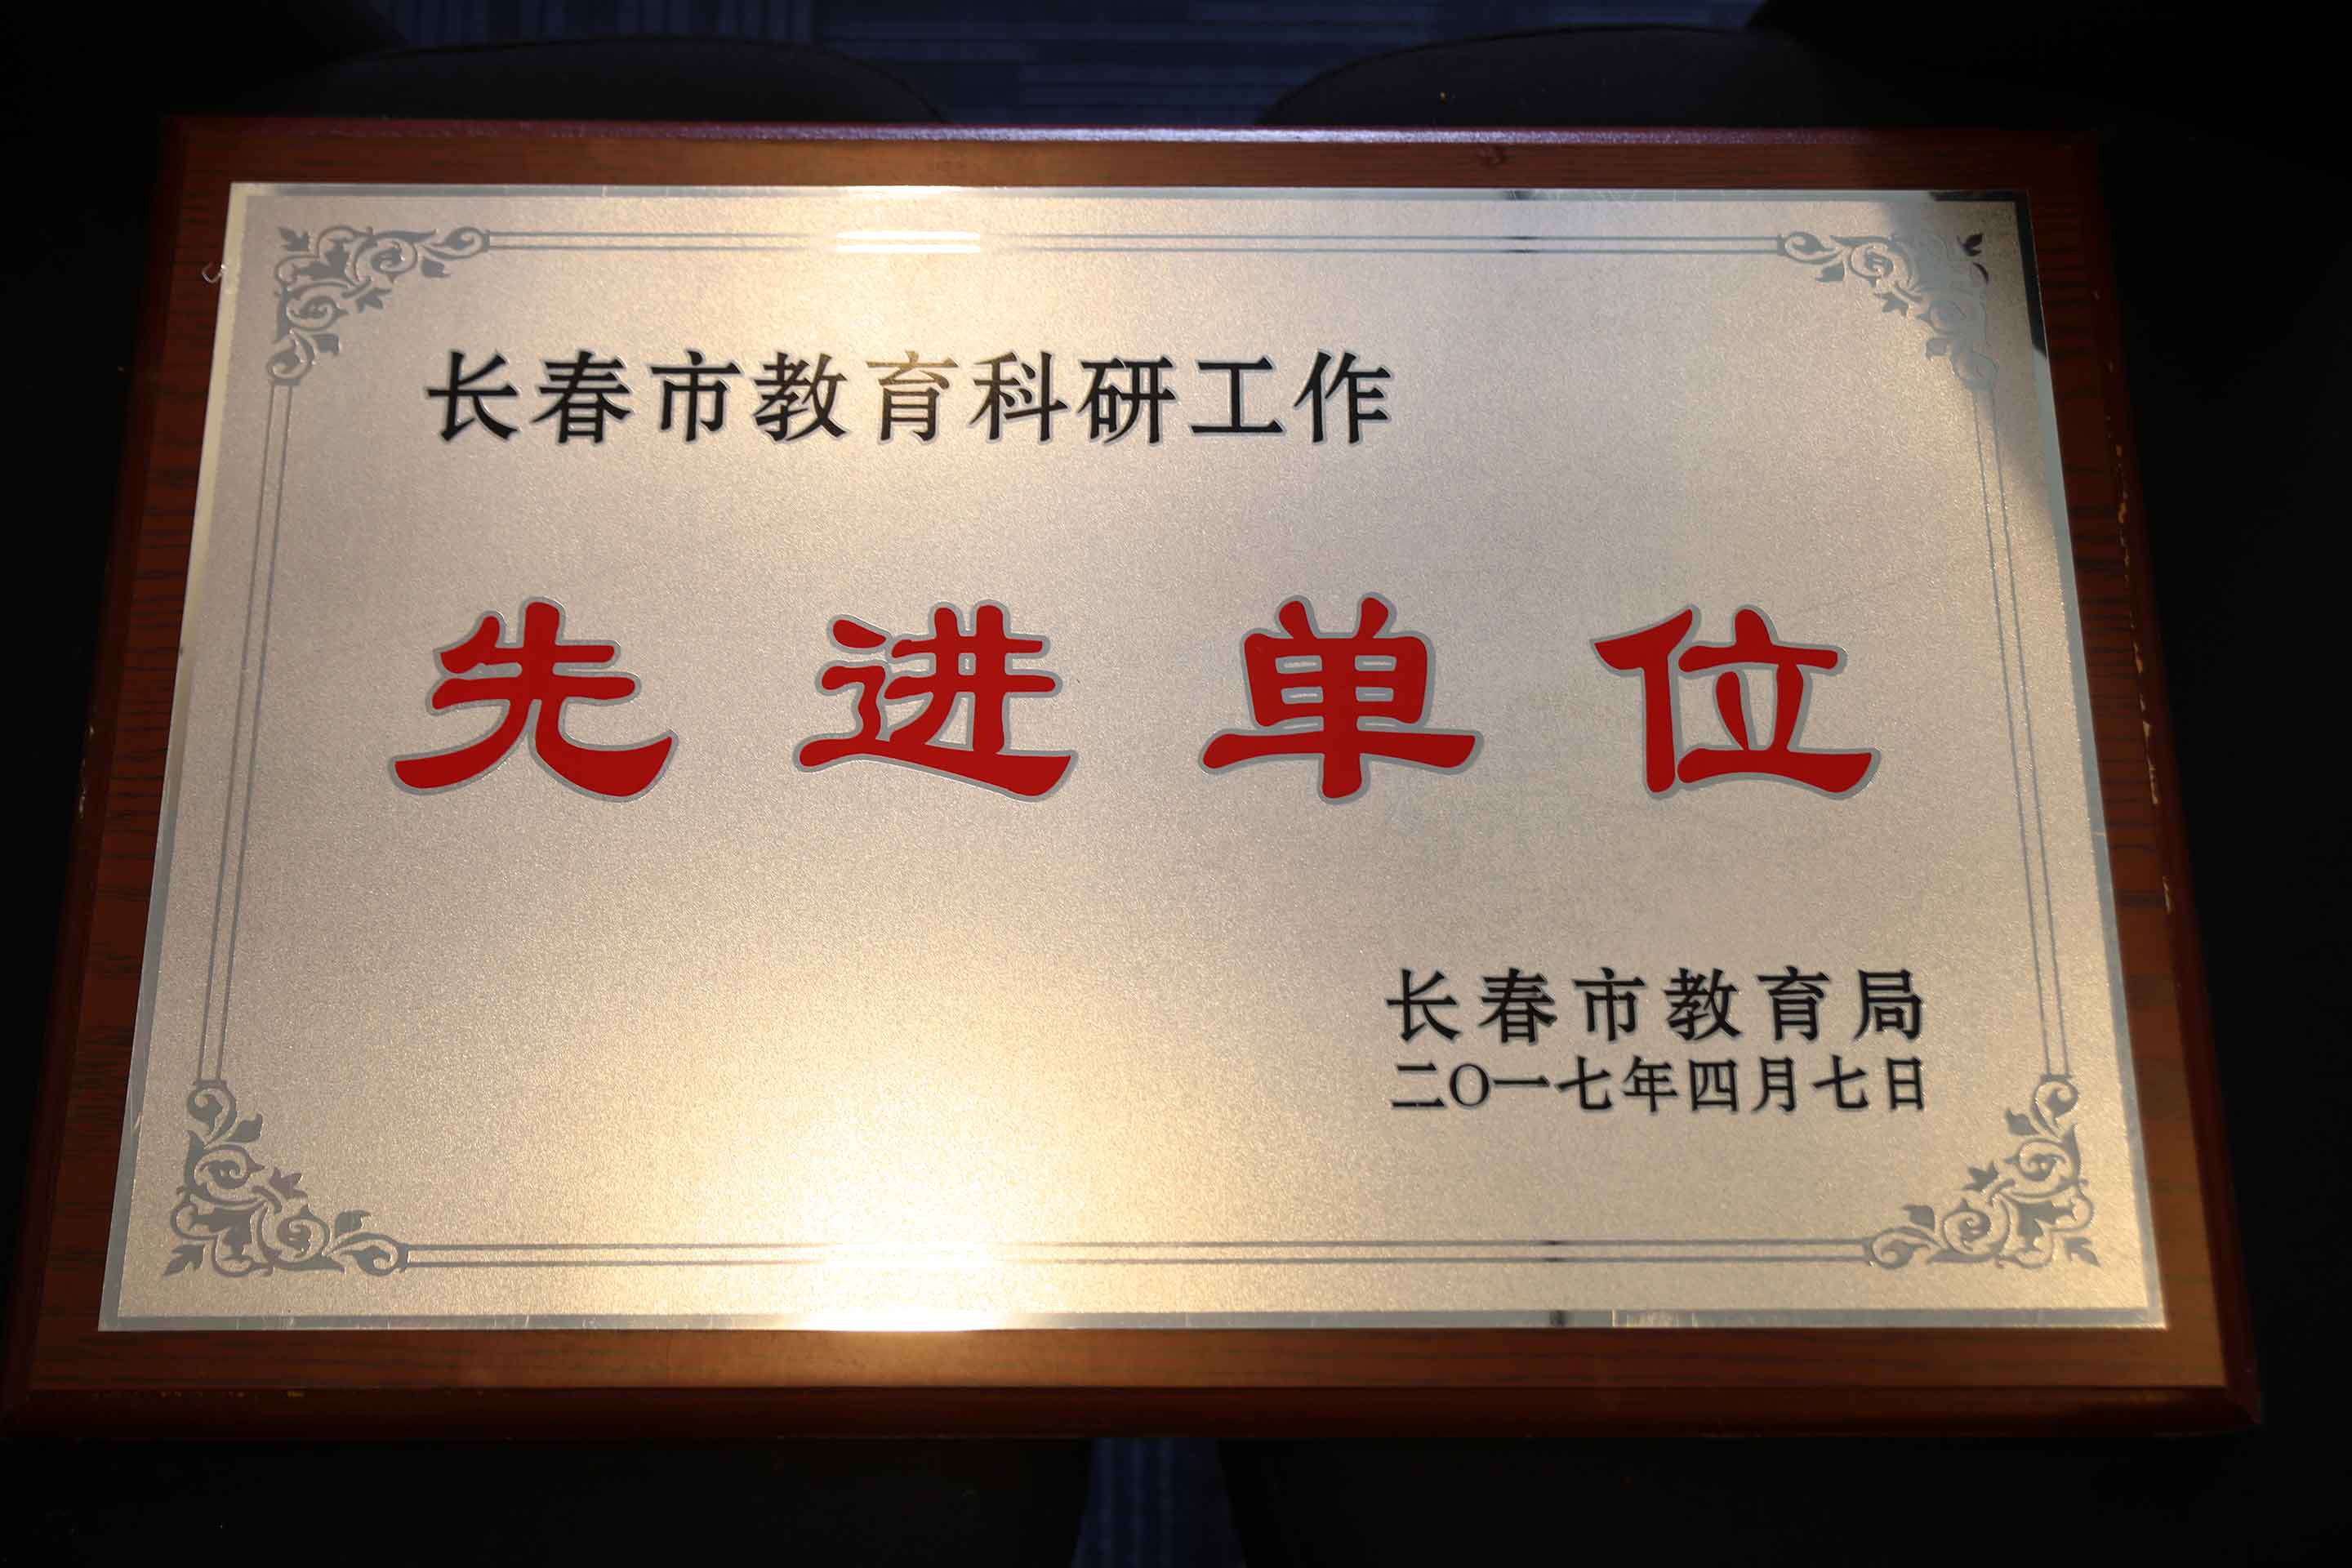 长春市教育科研工作
先进单位
长春市教育局
二〇一七年四月七日